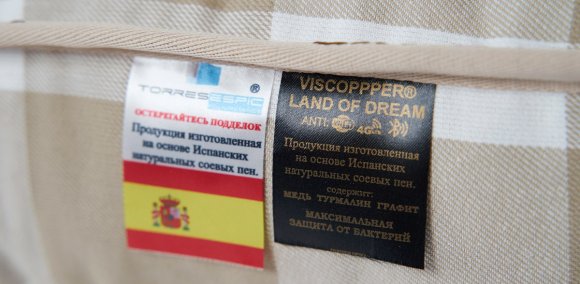 TORRESESPIC ®
ОСТЕРЕГАЙТЕСЬ ПОДДЕЛОК
Продукция изготовленная
на основе Испанских
натуральных соевых пен.
VISCOPPPER®
LAND OF DREAM
ANTI: 4G
Продукция изготовленная
на основе Испанских
натуральных соевых пен.
содержит:
МЕДЬ ТУРМАЛИН ГРАФИТ
МАКСИМАЛЬНАЯ
ЗАЩИТА ОТ БАКТЕРИЙ